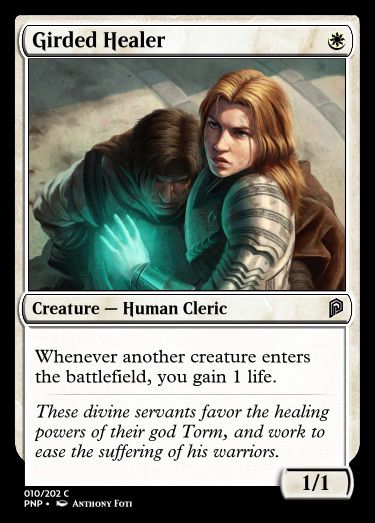 Girded Healer
Creature — Human Cleric
Whenever another creature enters
the battlefield, you gain 1 life.
These divine servants favor the healing
powers of their god Torm, and work to
ease the suffering of his warriors.
1/1
010/202 C
PNP • Anthony Foti